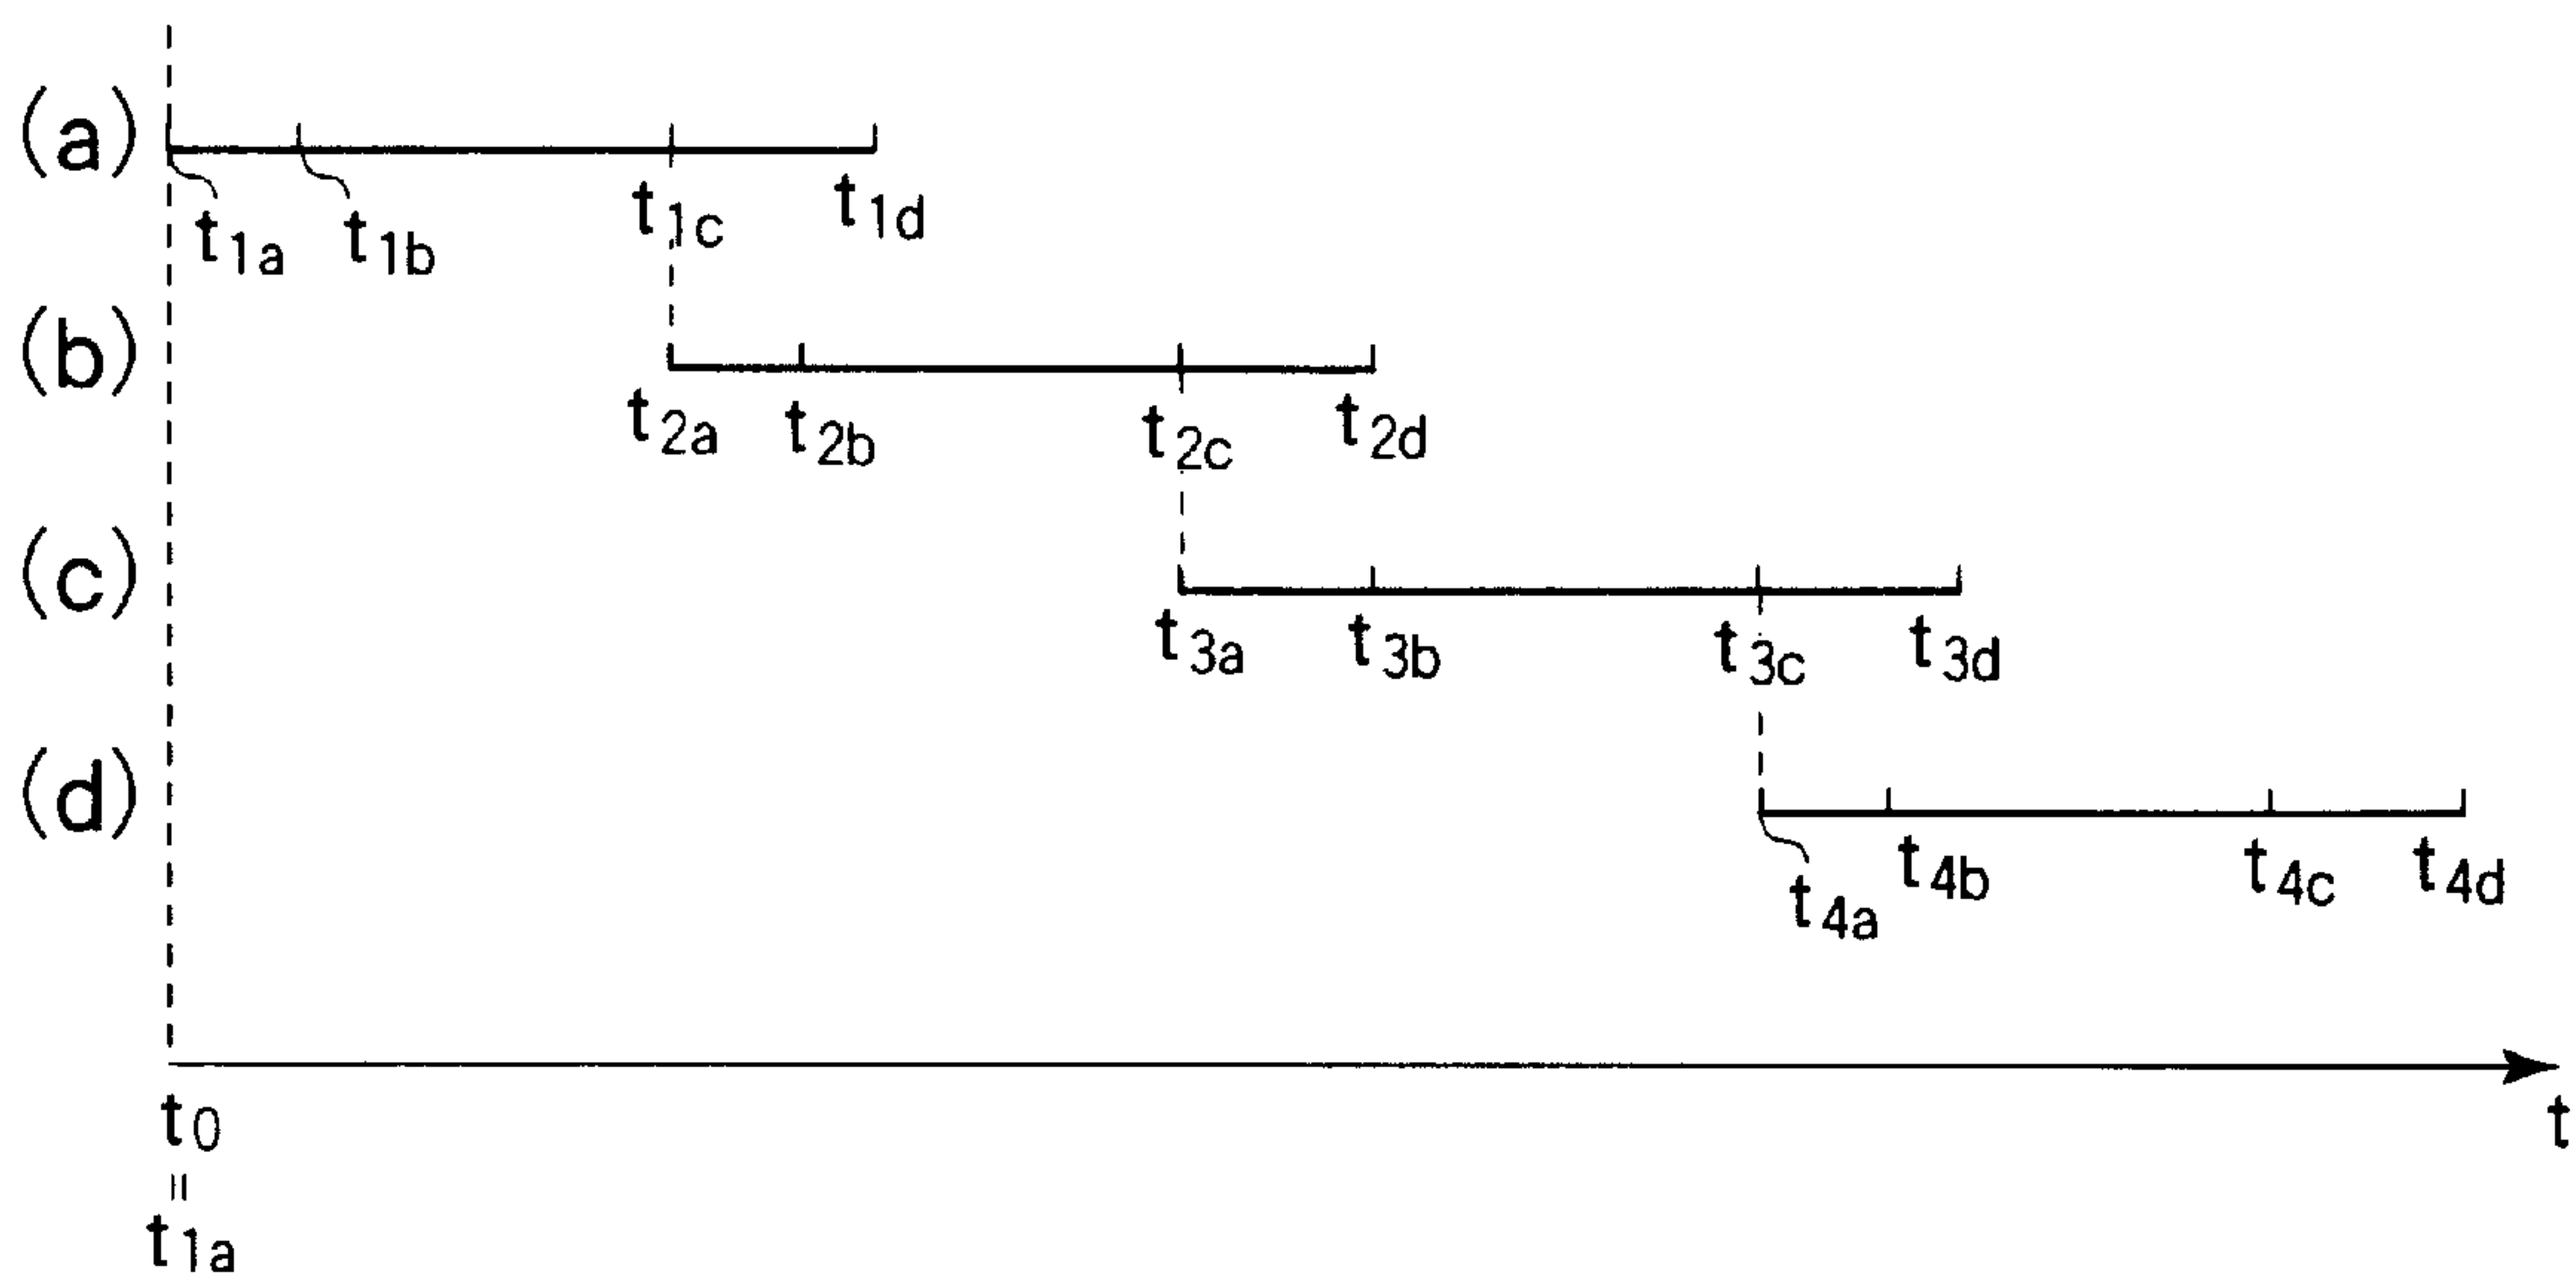 (a)
t1a t1b t1c t1d
(b)
t2a t2b t2c t2d
(c)
t3a t3b t3c t3d
(d)
t4a t4b t4c t4d
t0 t
=
t1a